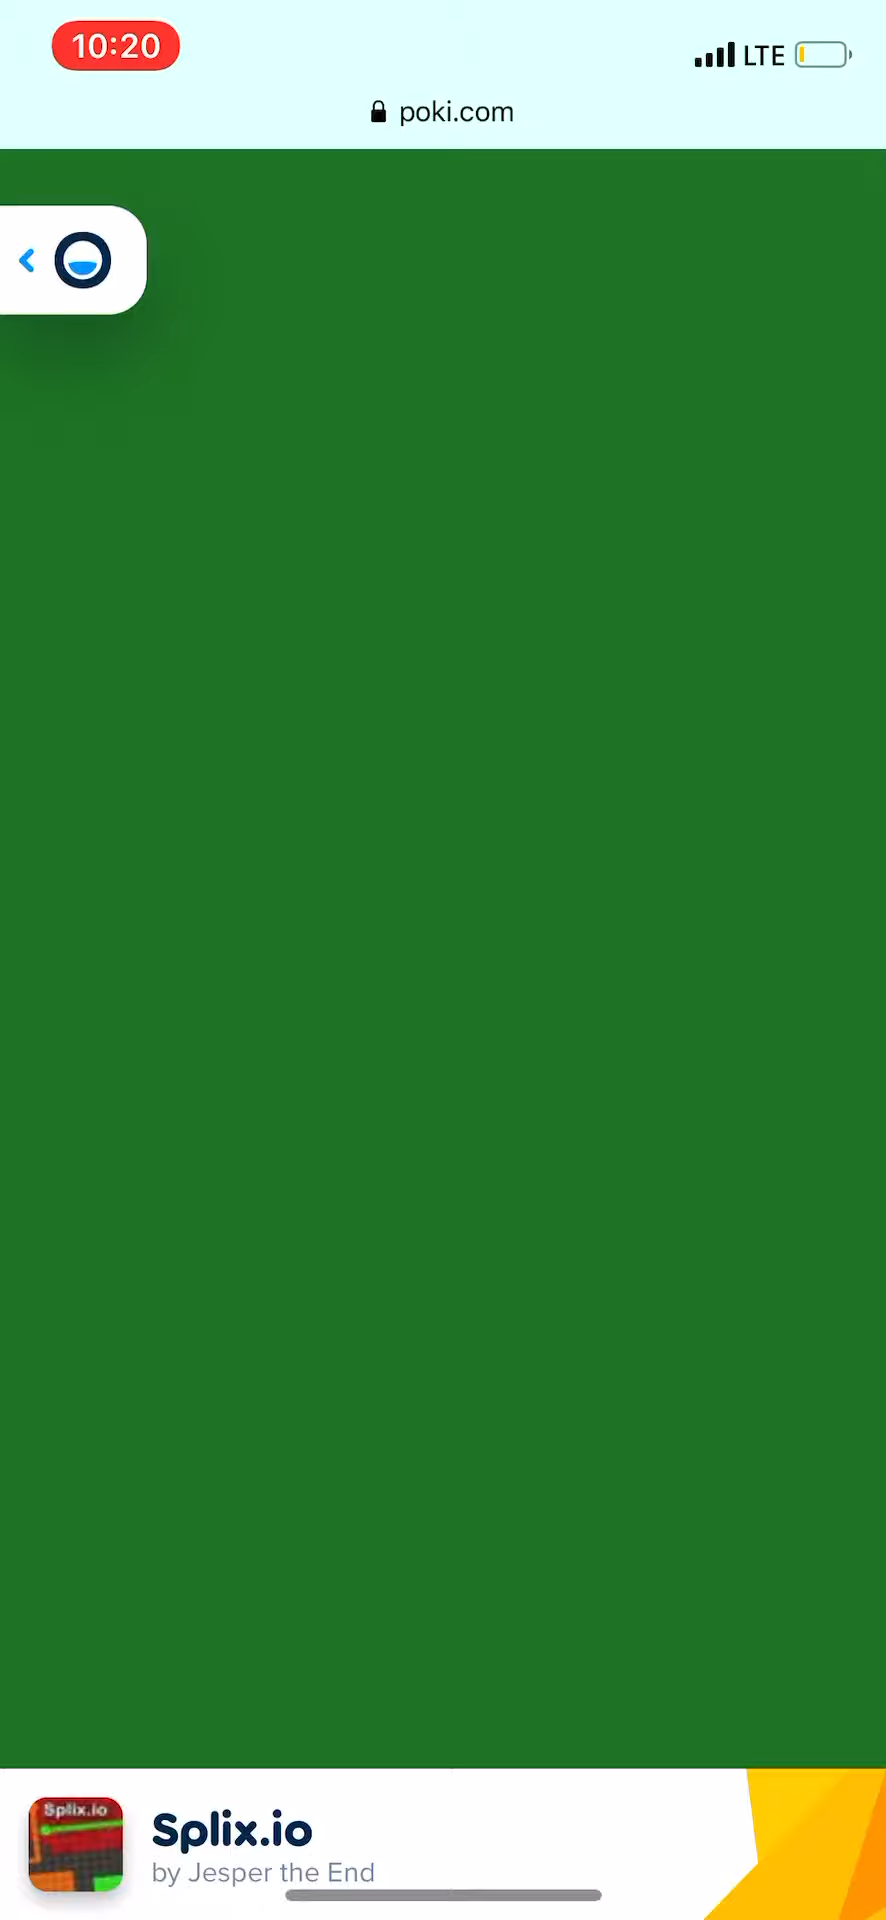 10:20
LTE
poki.com
Splix.io
Splix.io
by Jesper the End